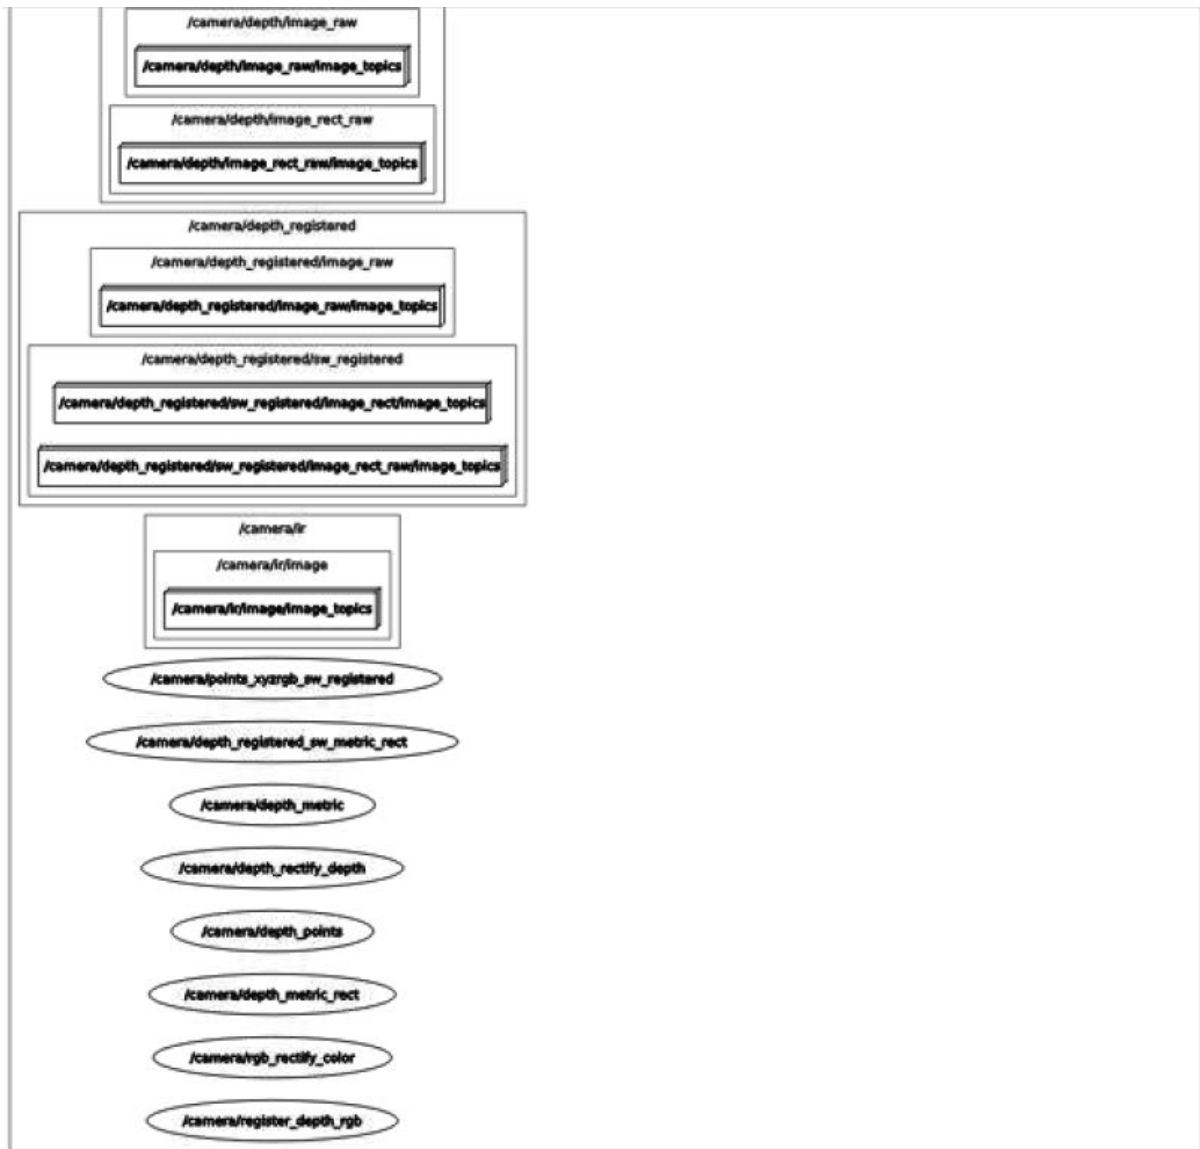 /camera/depth/image_raw
/camera/depth/image_raw/image_topics
/camera/depth/image_rect_raw
/camera/depth/image_rect_raw/image_topics
/camera/depth_registered
/camera/depth_registered/image_raw
/camera/depth_registered/image_raw/image_topics
/camera/depth_registered/sw_registered
/camera/depth_registered/sw_registered/image_rect/image_topics
/camera/depth_registered/sw_registered/image_rect_raw/image_topics
/camera/ir
/camera/ir/image
/camera/ir/image/image_topics
/camera/points_xyzrgb_sw_registered
/camera/depth_registered_sw_metric_rect
/camera/depth_metric
/camera/depth_rectify_depth
/camera/depth_points
/camera/depth_metric_rect
/camera/rgb_rectify_color
/camera/register_depth_rgb